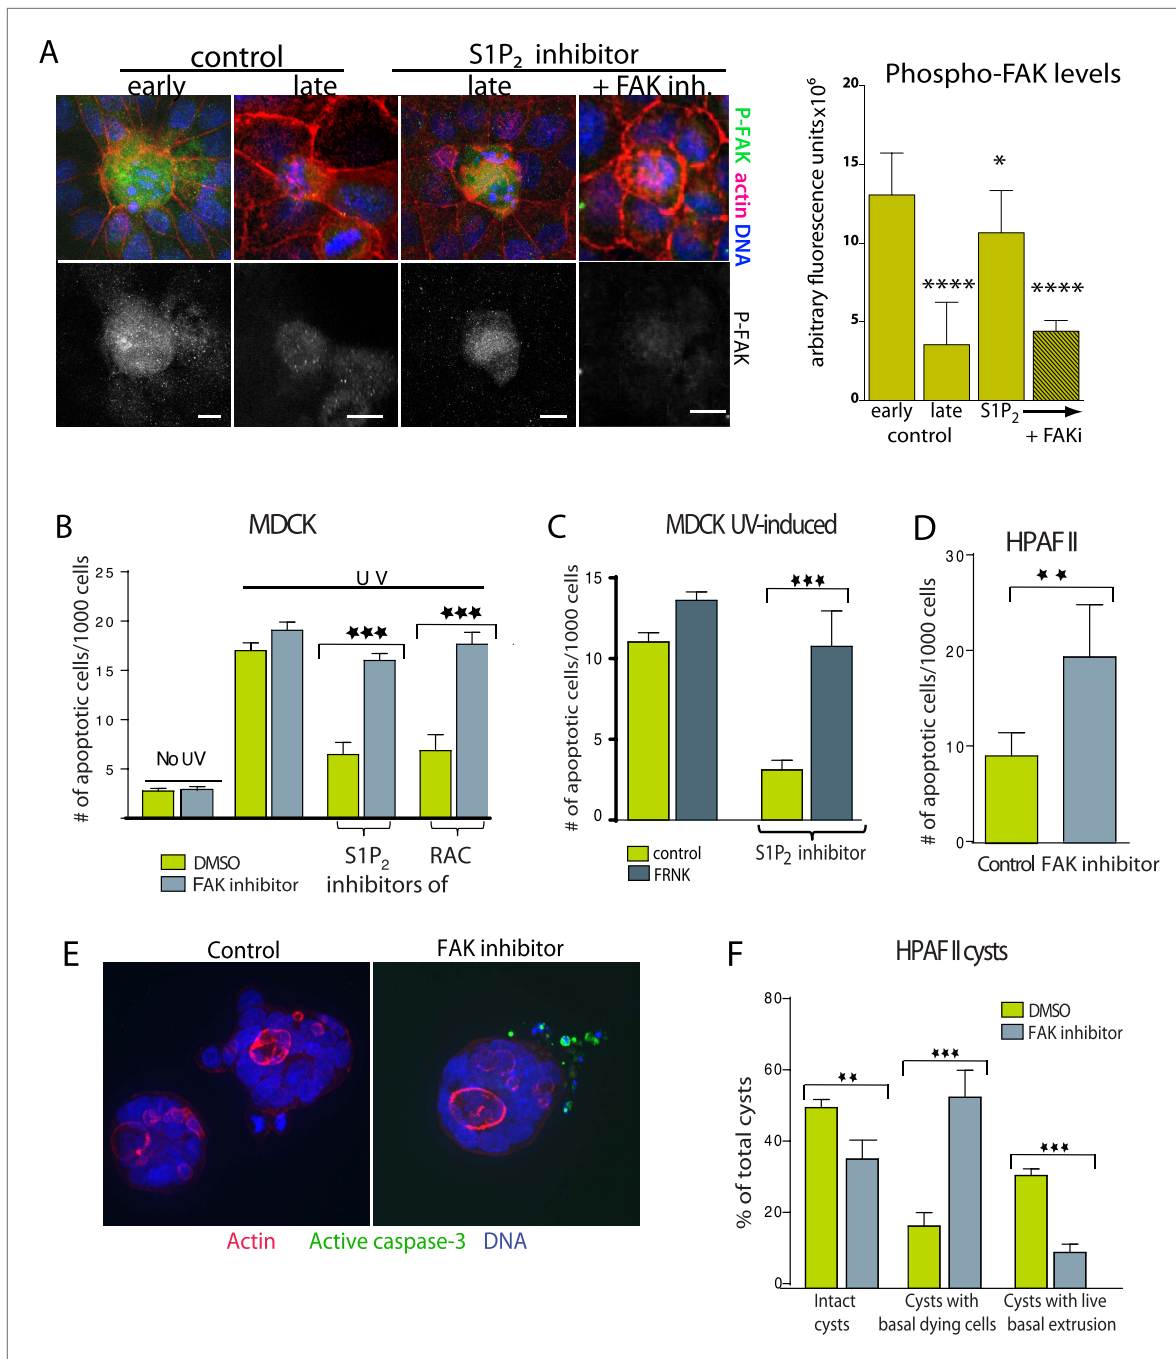 A
control
S1P₂ inhibitor
early
late
late
+ FAK inh.
P-FAK actin DNA
P-FAK
Phospho-FAK levels
arbitrary fluorescence units x10⁶
20
15
10
5
0
****
*
****
early
late
S1P₂
control
+ FAKi
B
MDCK
# of apoptotic cells/1000 cells
25
20
15
10
5
No UV
UV
★★★
★★★
S1P₂
RAC
inhibitors of
DMSO
FAK inhibitor
C
MDCK UV-induced
# of apoptotic cells/1000 cells
15
10
5
0
★★★
S1P₂ inhibitor
control
FRNK
D
HPAF II
# of apoptotic cells/1000 cells
30
20
10
0
★★
Control
FAK inhibitor
E
Control
FAK inhibitor
Actin
Active caspase-3
DNA
F
HPAF II cysts
% of total cysts
80
60
40
20
0
DMSO
FAK inhibitor
★★
★★★
★★★
Intact
cysts
Cysts with
basal dying cells
Cysts with live
basal extrusion